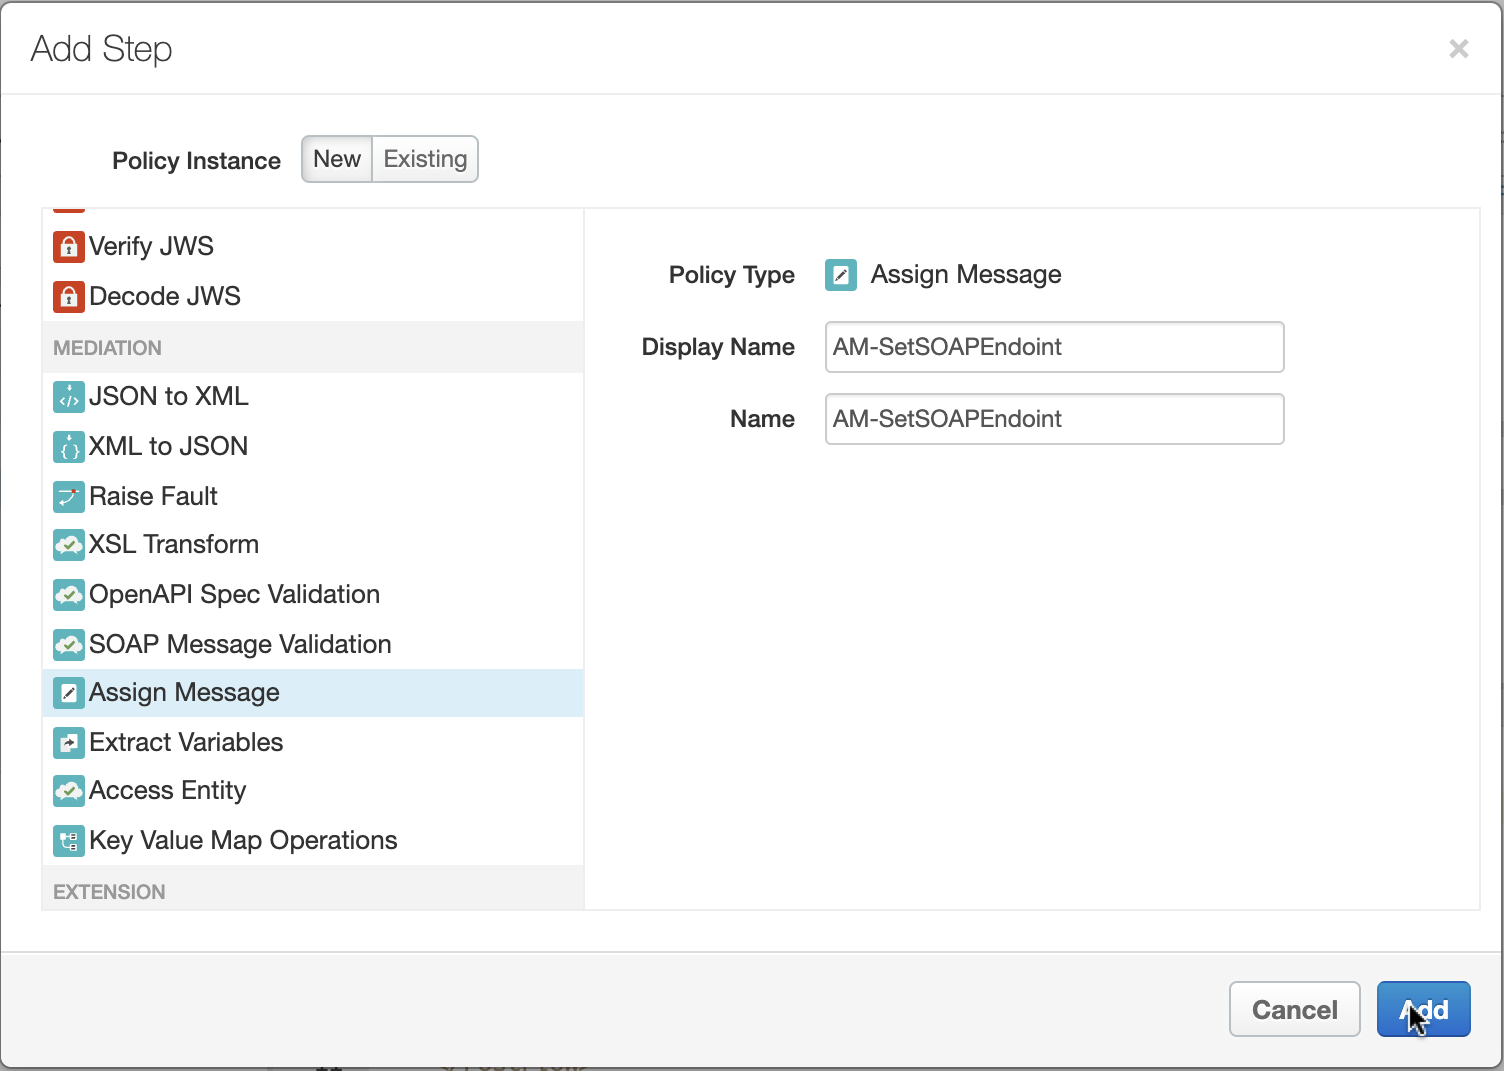 Add Step
Policy Instance New Existing
Verify JWS
Decode JWS
MEDIATION
JSON to XML
XML to JSON
Raise Fault
XSL Transform
OpenAPI Spec Validation
SOAP Message Validation
Assign Message
Extract Variables
Access Entity
Key Value Map Operations
EXTENSION
Policy Type Assign Message
Display Name AM-SetSOAPEndoint
Name AM-SetSOAPEndoint
Cancel Add